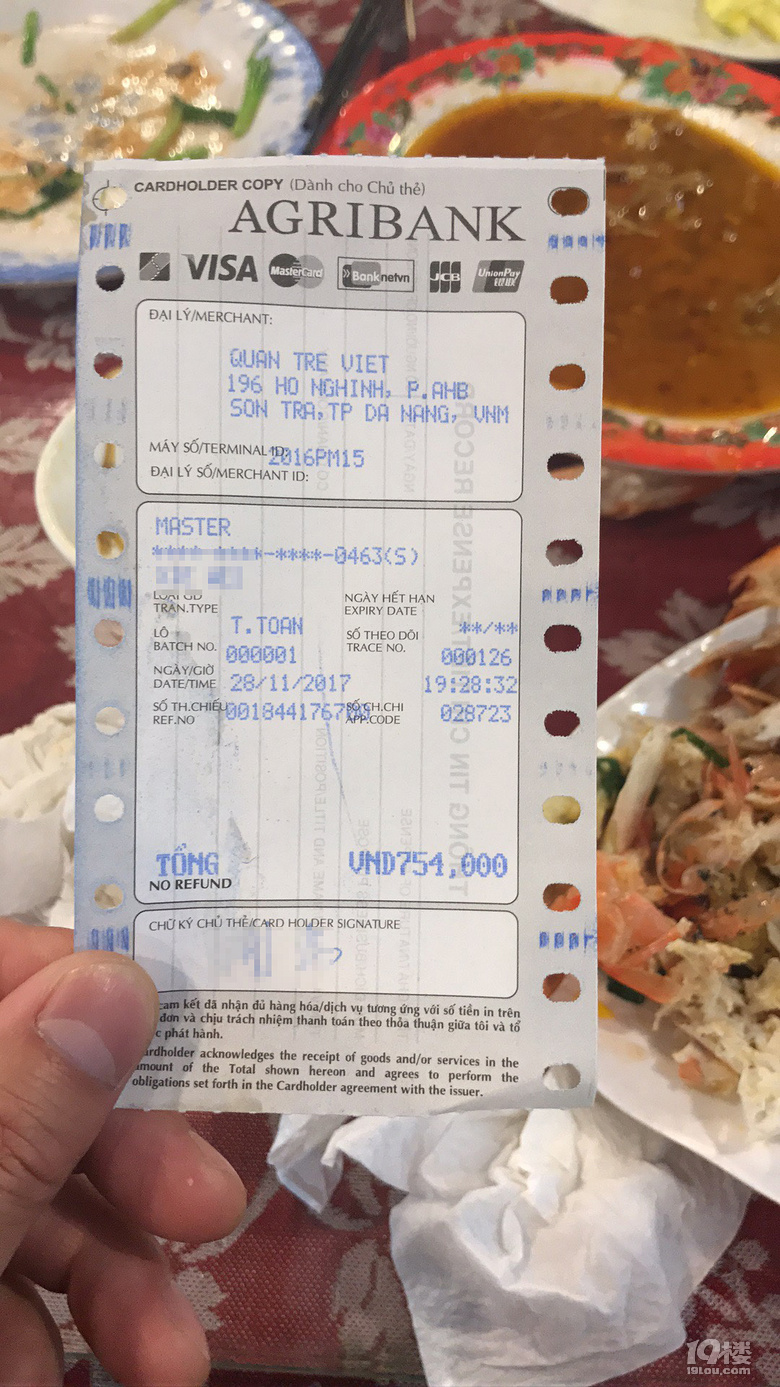 CARDHOLDER COPY (Dành cho Chủ thẻ)
AGRIBANK
VISA MasterCard Banknetvn JCB UnionPay 银联
ĐẠI LÝ/MERCHANT:
QUAN TRE VIET
196 HO NGHINH, P.AHB
SON TRA,TP DA NANG, VNM
MÁY SỐ/TERMINAL ID: 2016PM15
ĐẠI LÝ SỐ/MERCHANT ID:
MASTER
**** ****-****-0463(S)
LOẠI GD NGÀY HẾT HẠN
TRAN.TYPE EXPIRY DATE
T.TOAN **/**
LÔ SỐ THEO DÕI
BATCH NO. 000001 TRACE NO. 000126
NGÀY/GIỜ
DATE/TIME 28/11/2017 19:28:32
SỐ TH.CHIẾU SỐ CH.CHI
REF.NO APP.CODE 028723
TỔNG VND754,000
NO REFUND
CHỮ KÝ CHỦ THẺ/CARD HOLDER SIGNATURE
cam kết đã nhận đủ hàng hóa/dịch vụ tương ứng với số tiền in trên
đơn và chịu trách nhiệm thanh toán theo thỏa thuận giữa tôi và tổ
c phát hành.
ardholder acknowledges the receipt of goods and/or services in the
amount of the Total shown hereon and agrees to perform the
obligations set forth in the Cardholder agreement with the issuer.
19楼
19lou.com